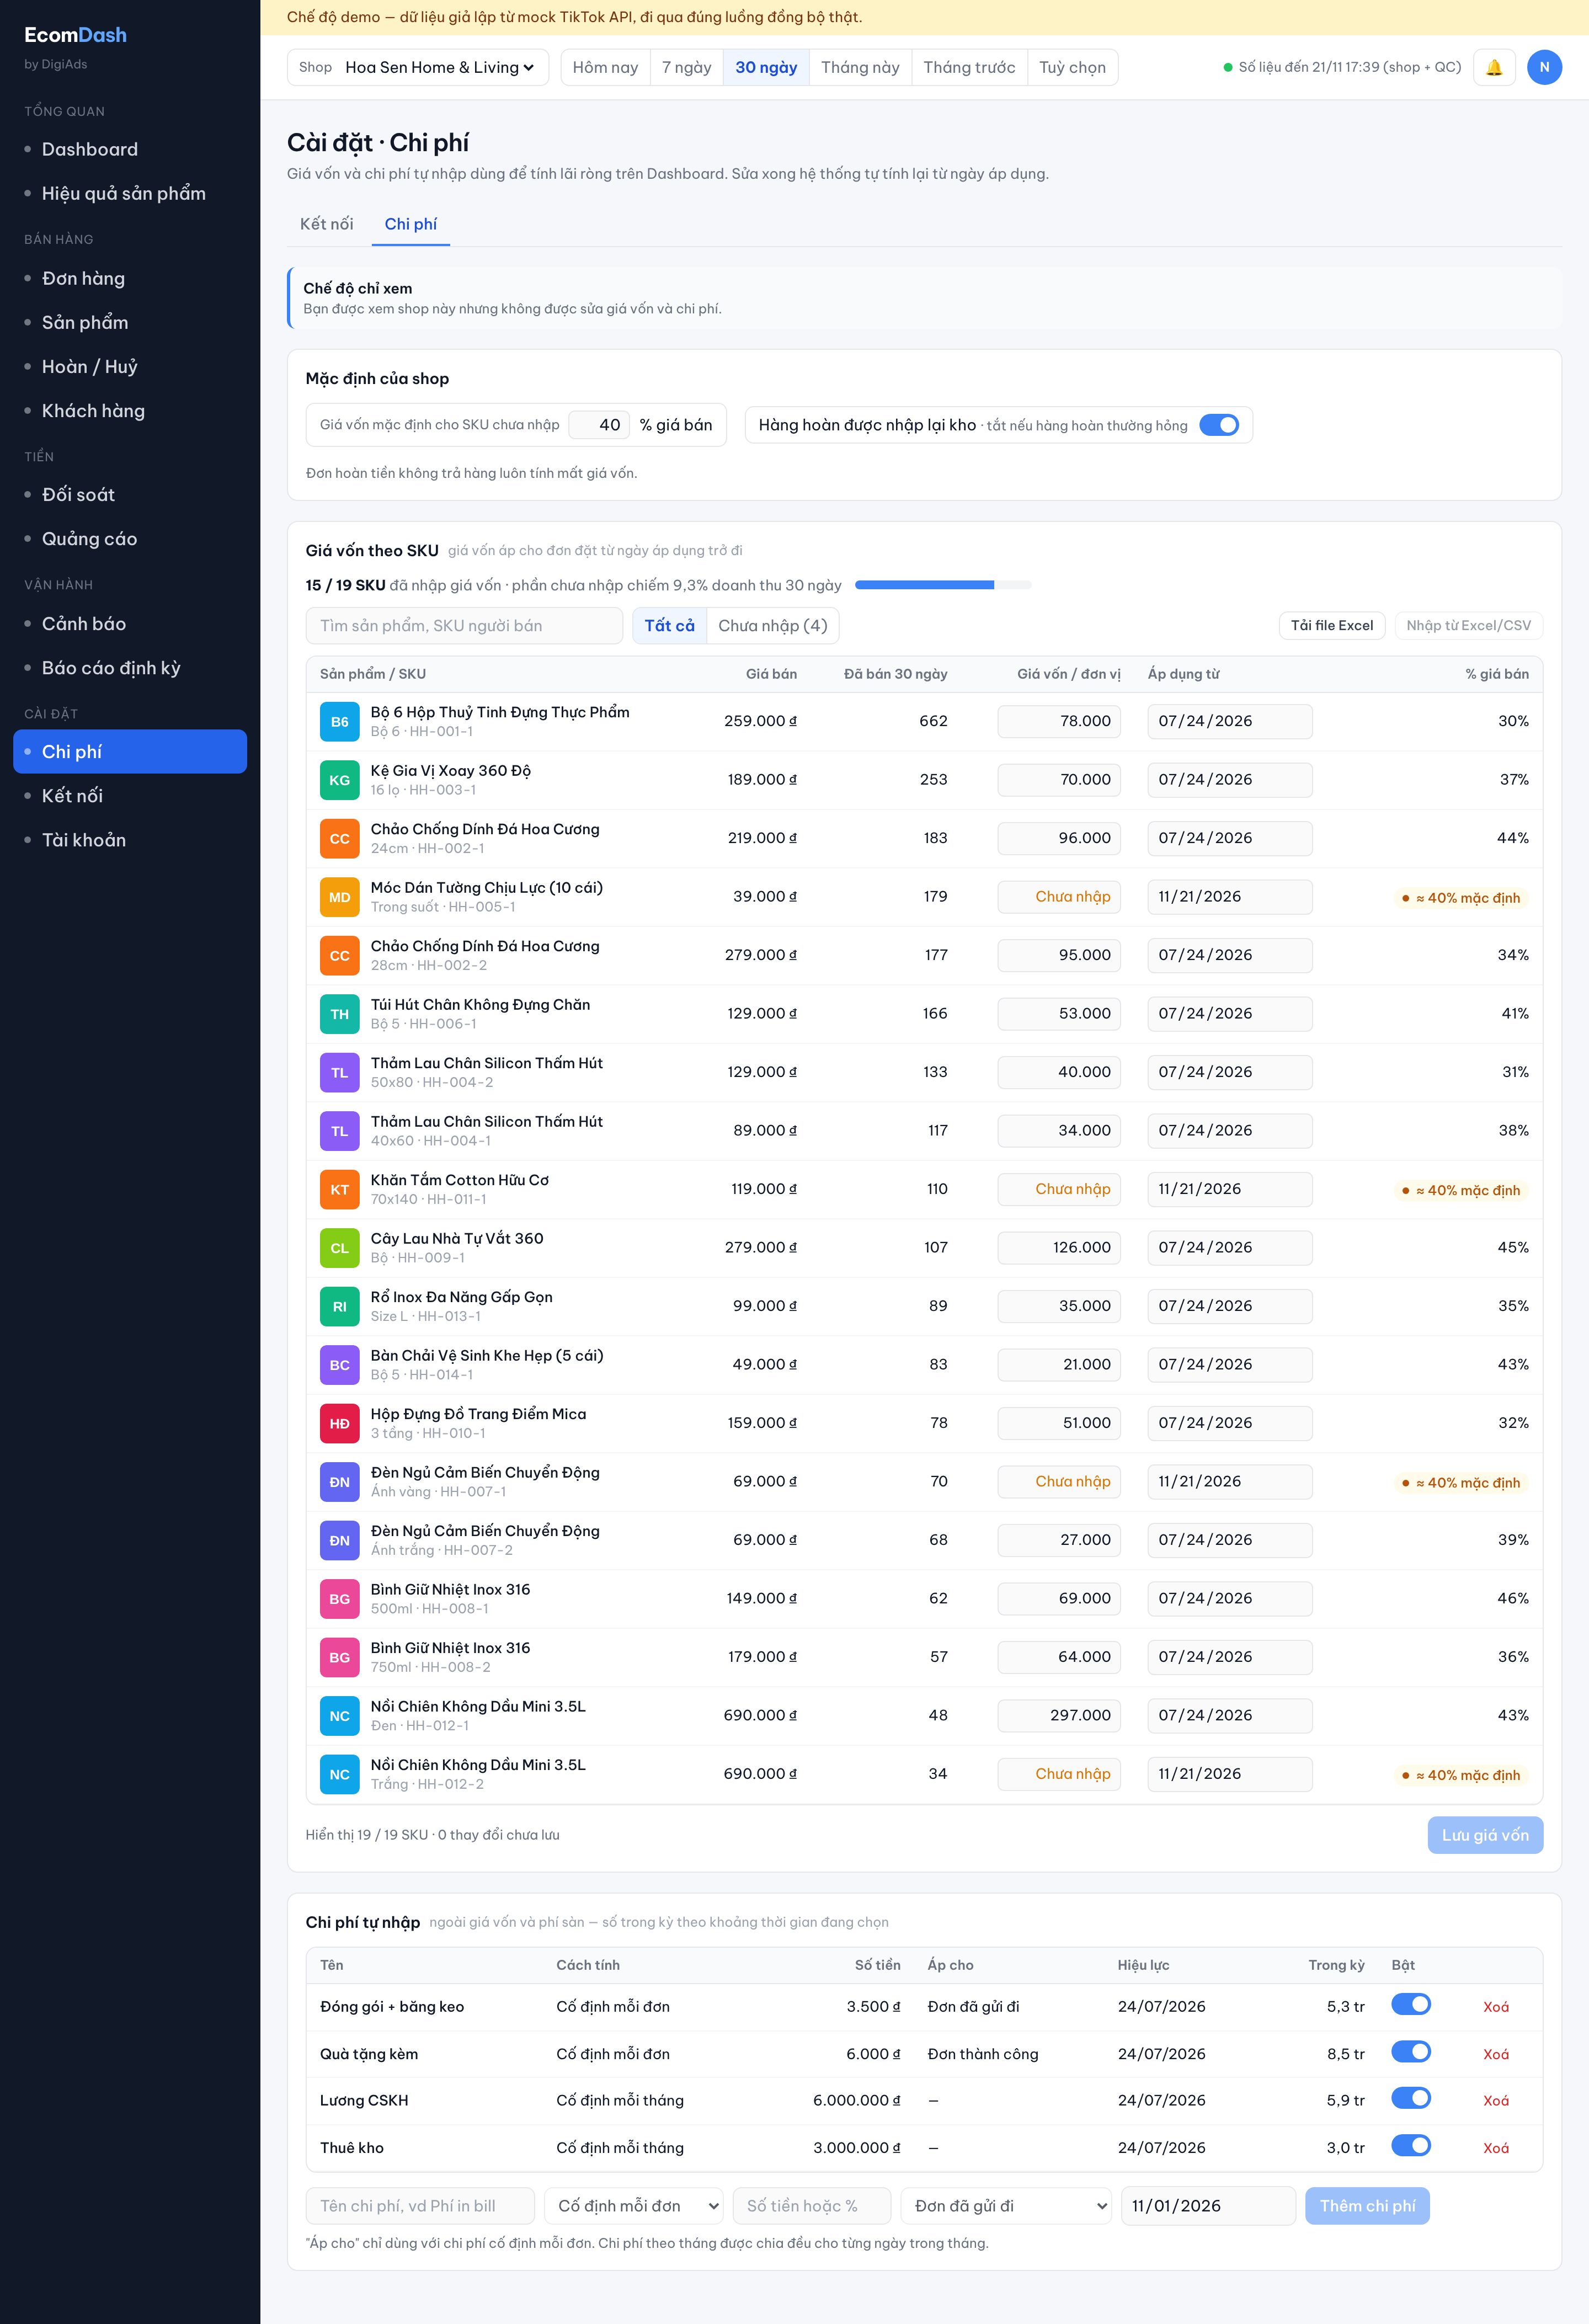 EcomDash
by DigiAds
TỔNG QUAN
Dashboard
Hiệu quả sản phẩm
BÁN HÀNG
Đơn hàng
Sản phẩm
Hoàn / Huỷ
Khách hàng
TIỀN
Đối soát
Quảng cáo
VẬN HÀNH
Cảnh báo
Báo cáo định kỳ
CÀI ĐẶT
Chi phí
Kết nối
Tài khoản
Chế độ demo — dữ liệu giả lập từ mock TikTok API, đi qua đúng luồng đồng bộ thật.
Shop Hoa Sen Home & Living Hôm nay 7 ngày 30 ngày Tháng này Tháng trước Tuỳ chọn Số liệu đến 21/11 17:39 (shop + QC) N
Cài đặt · Chi phí
Giá vốn và chi phí tự nhập dùng để tính lãi ròng trên Dashboard. Sửa xong hệ thống tự tính lại từ ngày áp dụng.
Kết nối Chi phí
Chế độ chỉ xem
Bạn được xem shop này nhưng không được sửa giá vốn và chi phí.
Mặc định của shop
Giá vốn mặc định cho SKU chưa nhập 40 % giá bán Hàng hoàn được nhập lại kho · tắt nếu hàng hoàn thường hỏng
Đơn hoàn tiền không trả hàng luôn tính mất giá vốn.
Giá vốn theo SKU giá vốn áp cho đơn đặt từ ngày áp dụng trở đi
15 / 19 SKU đã nhập giá vốn · phần chưa nhập chiếm 9,3% doanh thu 30 ngày
Tìm sản phẩm, SKU người bán Tất cả Chưa nhập (4) Tải file Excel Nhập từ Excel/CSV
Sản phẩm / SKU Giá bán Đã bán 30 ngày Giá vốn / đơn vị Áp dụng từ % giá bán
B6 Bộ 6 Hộp Thuỷ Tinh Đựng Thực Phẩm 259.000 ₫ 662 78.000 07/24/2026 30%
Bộ 6 · HH-001-1
KG Kệ Gia Vị Xoay 360 Độ 189.000 ₫ 253 70.000 07/24/2026 37%
16 lọ · HH-003-1
CC Chảo Chống Dính Đá Hoa Cương 219.000 ₫ 183 96.000 07/24/2026 44%
24cm · HH-002-1
MD Móc Dán Tường Chịu Lực (10 cái) 39.000 ₫ 179 Chưa nhập 11/21/2026 ≈ 40% mặc định
Trong suốt · HH-005-1
CC Chảo Chống Dính Đá Hoa Cương 279.000 ₫ 177 95.000 07/24/2026 34%
28cm · HH-002-2
TH Túi Hút Chân Không Đựng Chăn 129.000 ₫ 166 53.000 07/24/2026 41%
Bộ 5 · HH-006-1
TL Thảm Lau Chân Silicon Thấm Hút 129.000 ₫ 133 40.000 07/24/2026 31%
50x80 · HH-004-2
TL Thảm Lau Chân Silicon Thấm Hút 89.000 ₫ 117 34.000 07/24/2026 38%
40x60 · HH-004-1
KT Khăn Tắm Cotton Hữu Cơ 119.000 ₫ 110 Chưa nhập 11/21/2026 ≈ 40% mặc định
70x140 · HH-011-1
CL Cây Lau Nhà Tự Vắt 360 279.000 ₫ 107 126.000 07/24/2026 45%
Bộ · HH-009-1
RI Rổ Inox Đa Năng Gấp Gọn 99.000 ₫ 89 35.000 07/24/2026 35%
Size L · HH-013-1
BC Bàn Chải Vệ Sinh Khe Hẹp (5 cái) 49.000 ₫ 83 21.000 07/24/2026 43%
Bộ 5 · HH-014-1
HĐ Hộp Đựng Đồ Trang Điểm Mica 159.000 ₫ 78 51.000 07/24/2026 32%
3 tầng · HH-010-1
ĐN Đèn Ngủ Cảm Biến Chuyển Động 69.000 ₫ 70 Chưa nhập 11/21/2026 ≈ 40% mặc định
Ánh vàng · HH-007-1
ĐN Đèn Ngủ Cảm Biến Chuyển Động 69.000 ₫ 68 27.000 07/24/2026 39%
Ánh trắng · HH-007-2
BG Bình Giữ Nhiệt Inox 316 149.000 ₫ 62 69.000 07/24/2026 46%
500ml · HH-008-1
BG Bình Giữ Nhiệt Inox 316 179.000 ₫ 57 64.000 07/24/2026 36%
750ml · HH-008-2
NC Nồi Chiên Không Dầu Mini 3.5L 690.000 ₫ 48 297.000 07/24/2026 43%
Đen · HH-012-1
NC Nồi Chiên Không Dầu Mini 3.5L 690.000 ₫ 34 Chưa nhập 11/21/2026 ≈ 40% mặc định
Trắng · HH-012-2
Hiển thị 19 / 19 SKU · 0 thay đổi chưa lưu Lưu giá vốn
Chi phí tự nhập ngoài giá vốn và phí sàn — số trong kỳ theo khoảng thời gian đang chọn
Tên Cách tính Số tiền Áp cho Hiệu lực Trong kỳ Bật
Đóng gói + băng keo Cố định mỗi đơn 3.500 ₫ Đơn đã gửi đi 24/07/2026 5,3 tr Xoá
Quà tặng kèm Cố định mỗi đơn 6.000 ₫ Đơn thành công 24/07/2026 8,5 tr Xoá
Lương CSKH Cố định mỗi tháng 6.000.000 ₫ — 24/07/2026 5,9 tr Xoá
Thuê kho Cố định mỗi tháng 3.000.000 ₫ — 24/07/2026 3,0 tr Xoá
Tên chi phí, vd Phí in bill Cố định mỗi đơn Số tiền hoặc % Đơn đã gửi đi 11/01/2026 Thêm chi phí
"Áp cho" chỉ dùng với chi phí cố định mỗi đơn. Chi phí theo tháng được chia đều cho từng ngày trong tháng.